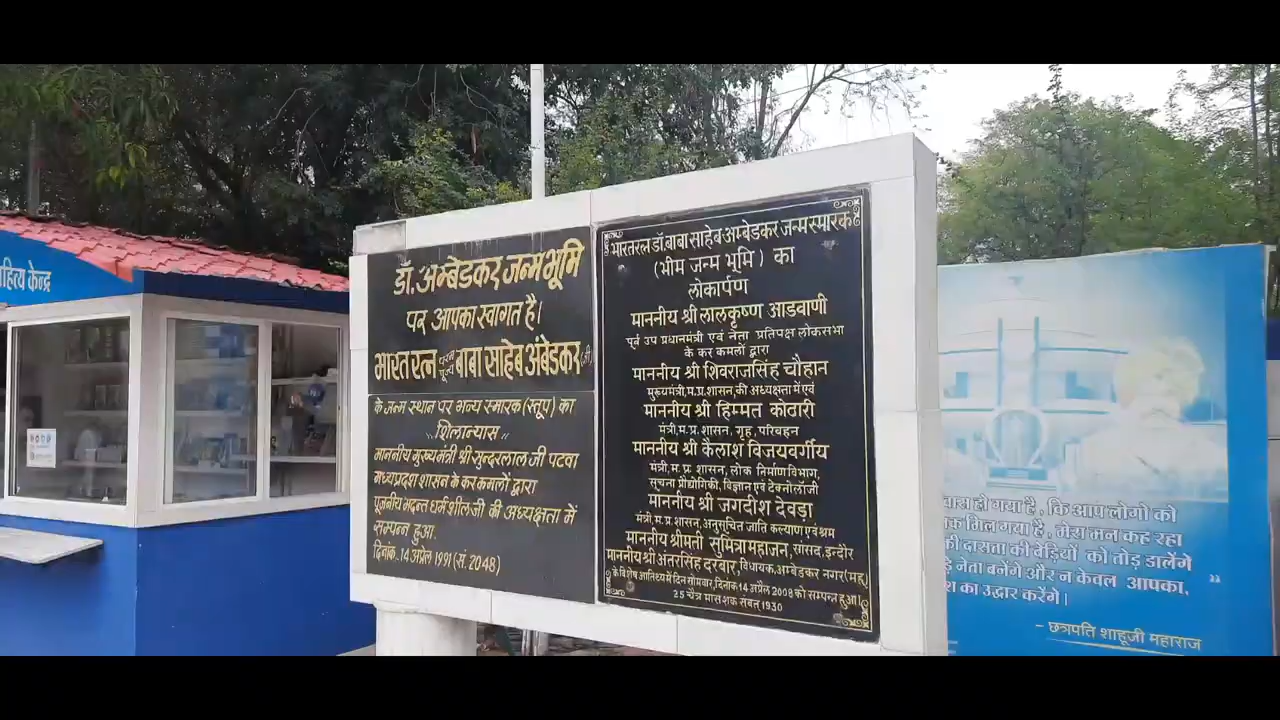 हित्य केन्द्र
डॉ. अम्बेडकर जन्म भूमि
पर आपका स्वागत है।
भारत रत्न परम पूज्य बाबा साहेब अंबेडकर (जी)
के जन्म स्थान पर भव्य स्मारक (स्तूप) का
"शिलान्यास"
माननीय मुख्यमंत्री श्री सुन्दरलाल जी पटवा
मध्यप्रदेश शासन के करकमलों द्वारा
पूजनीय भदन्त धर्मशीलजी की अध्यक्षता में
सम्पन्न हुआ.
दिनांक. 14 अप्रेल 1991 (सं. 2048)
भारतरत्न डॉ. बाबा साहेब अम्बेडकर जन्म स्मारक
(भीम जन्म भूमि) का
लोकार्पण
माननीय श्री लालकृष्ण आडवाणी
पूर्व उप प्रधानमंत्री एवं नेता प्रतिपक्ष लोकसभा
के कर कमलों द्वारा
माननीय श्री शिवराजसिंह चौहान
मुख्यमंत्री, म.प्र. शासन, की अध्यक्षता में एवं
माननीय श्री हिम्मत कोठारी
मंत्री, म.प्र. शासन, गृह, परिवहन
माननीय श्री कैलाश विजयवर्गीय
मंत्री, म.प्र. शासन, लोक निर्माण विभाग,
सूचना प्रौद्योगिकी, विज्ञान एवं टेक्नोलॉजी
माननीय श्री जगदीश देवड़ा
मंत्री, म.प्र. शासन, अनुसूचित जाति कल्याण एवं श्रम
माननीय श्रीमती सुमित्रा महाजन, सांसद, इन्दौर
माननीय श्री अंतरसिंह दरबार, विधायक, अम्बेडकर नगर (महू)
के विशेष आतिथ्य में दिन सोमवार, दिनांक 14 अप्रैल 2008 को सम्पन्न हुआ।
25 चैत्र मास शक संबत् 1930
वास हो गया है, कि आप लोगो को
क मिल गया है, मेरा मन कह रहा
की दासता की बेड़ियों को तोड़ डालेंगे
नेता बनेंगे और न केवल आपका,
श का उद्धार करेंगे। "
- छत्रपति शाहूजी महाराज